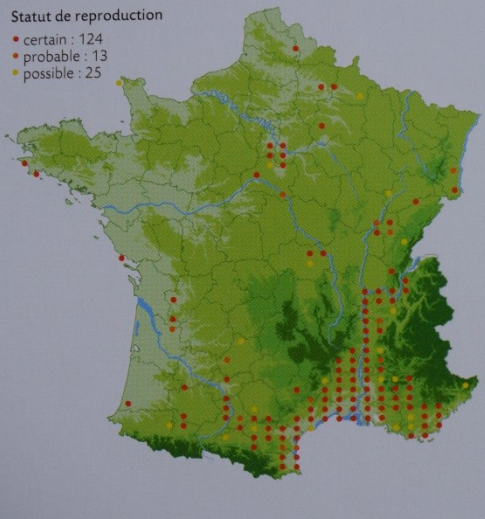 Statut de reproduction
certain : 124
probable : 13
possible : 25